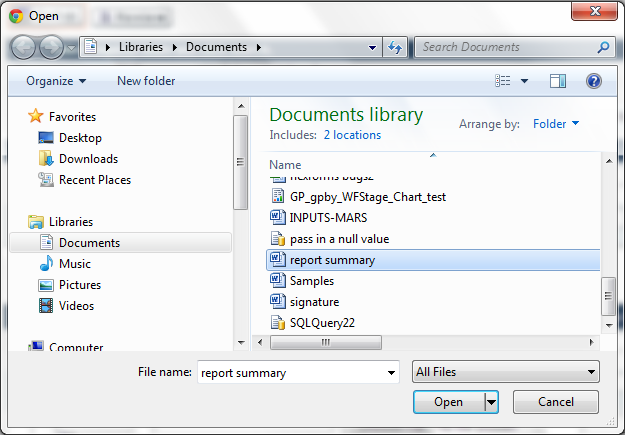 Open
Libraries Documents
Search Documents
Organize New folder
Favorites
Desktop
Downloads
Recent Places
Libraries
Documents
Music
Pictures
Videos
Computer
Documents library
Includes: 2 locations
Arrange by: Folder
Name
GP_gpby_WFStage_Chart_test
INPUTS-MARS
pass in a null value
report summary
Samples
signature
SQLQuery22
File name: report summary
All Files
Open
Cancel